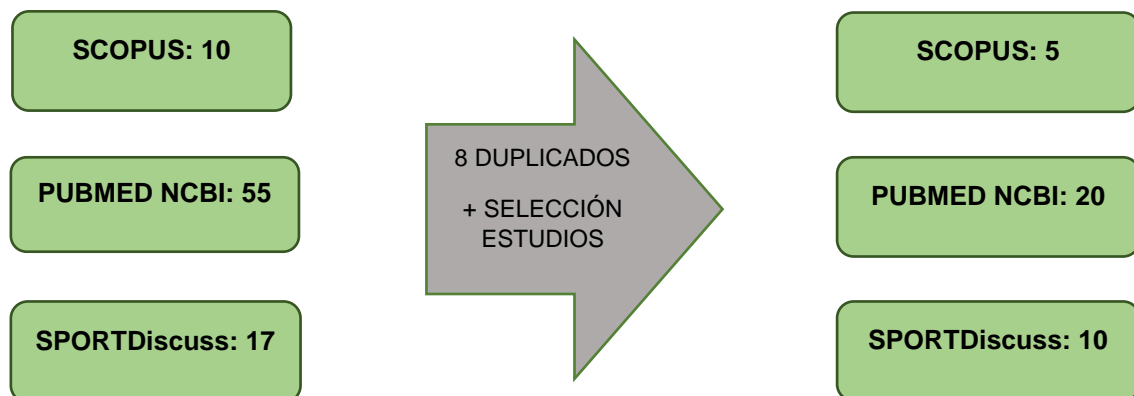 SCOPUS: 10
PUBMED NCBI: 55
SPORTDiscuss: 17
8 DUPLICADOS
+ SELECCIÓN
ESTUDIOS
SCOPUS: 5
PUBMED NCBI: 20
SPORTDiscuss: 10